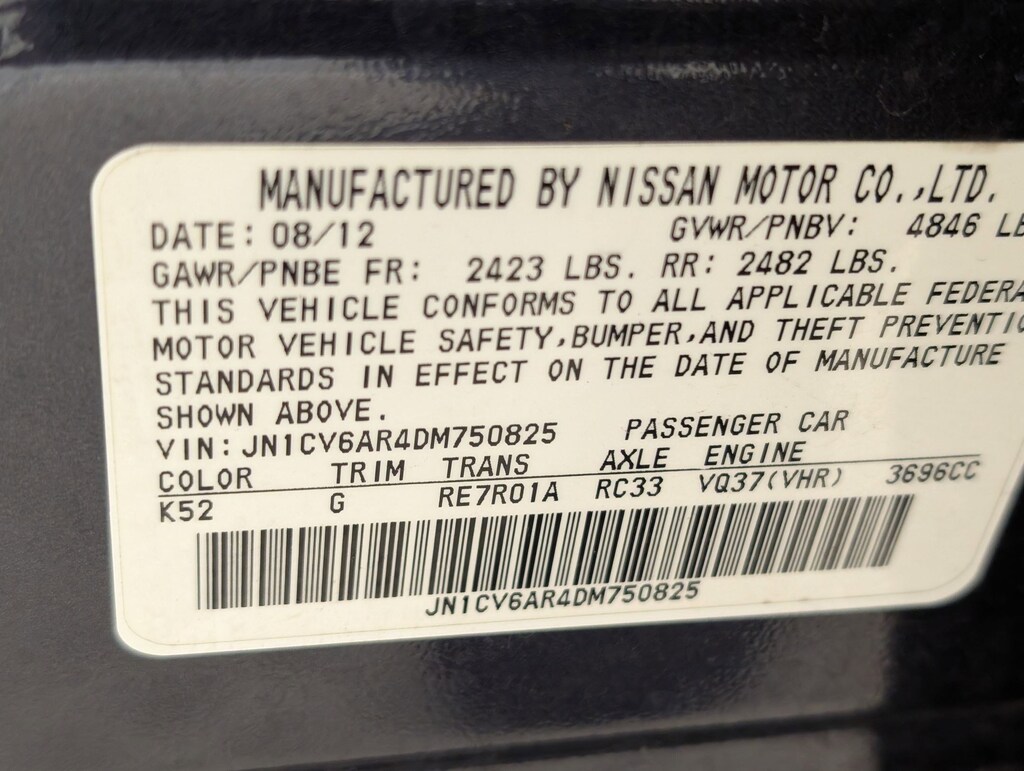 MANUFACTURED BY NISSAN MOTOR CO.,LTD.
DATE: 08/12 GVWR/PNBV: 4846 LB
GAWR/PNBE FR: 2423 LBS. RR: 2482 LBS.
THIS VEHICLE CONFORMS TO ALL APPLICABLE FEDERA
MOTOR VEHICLE SAFETY,BUMPER,AND THEFT PREVENTIO
STANDARDS IN EFFECT ON THE DATE OF MANUFACTURE
SHOWN ABOVE.
VIN:JN1CV6AR4DM750825 PASSENGER CAR
COLOR TRIM TRANS AXLE ENGINE
K52 G RE7R01A RC33 VQ37(VHR) 3696CC
JN1CV6AR4DM750825